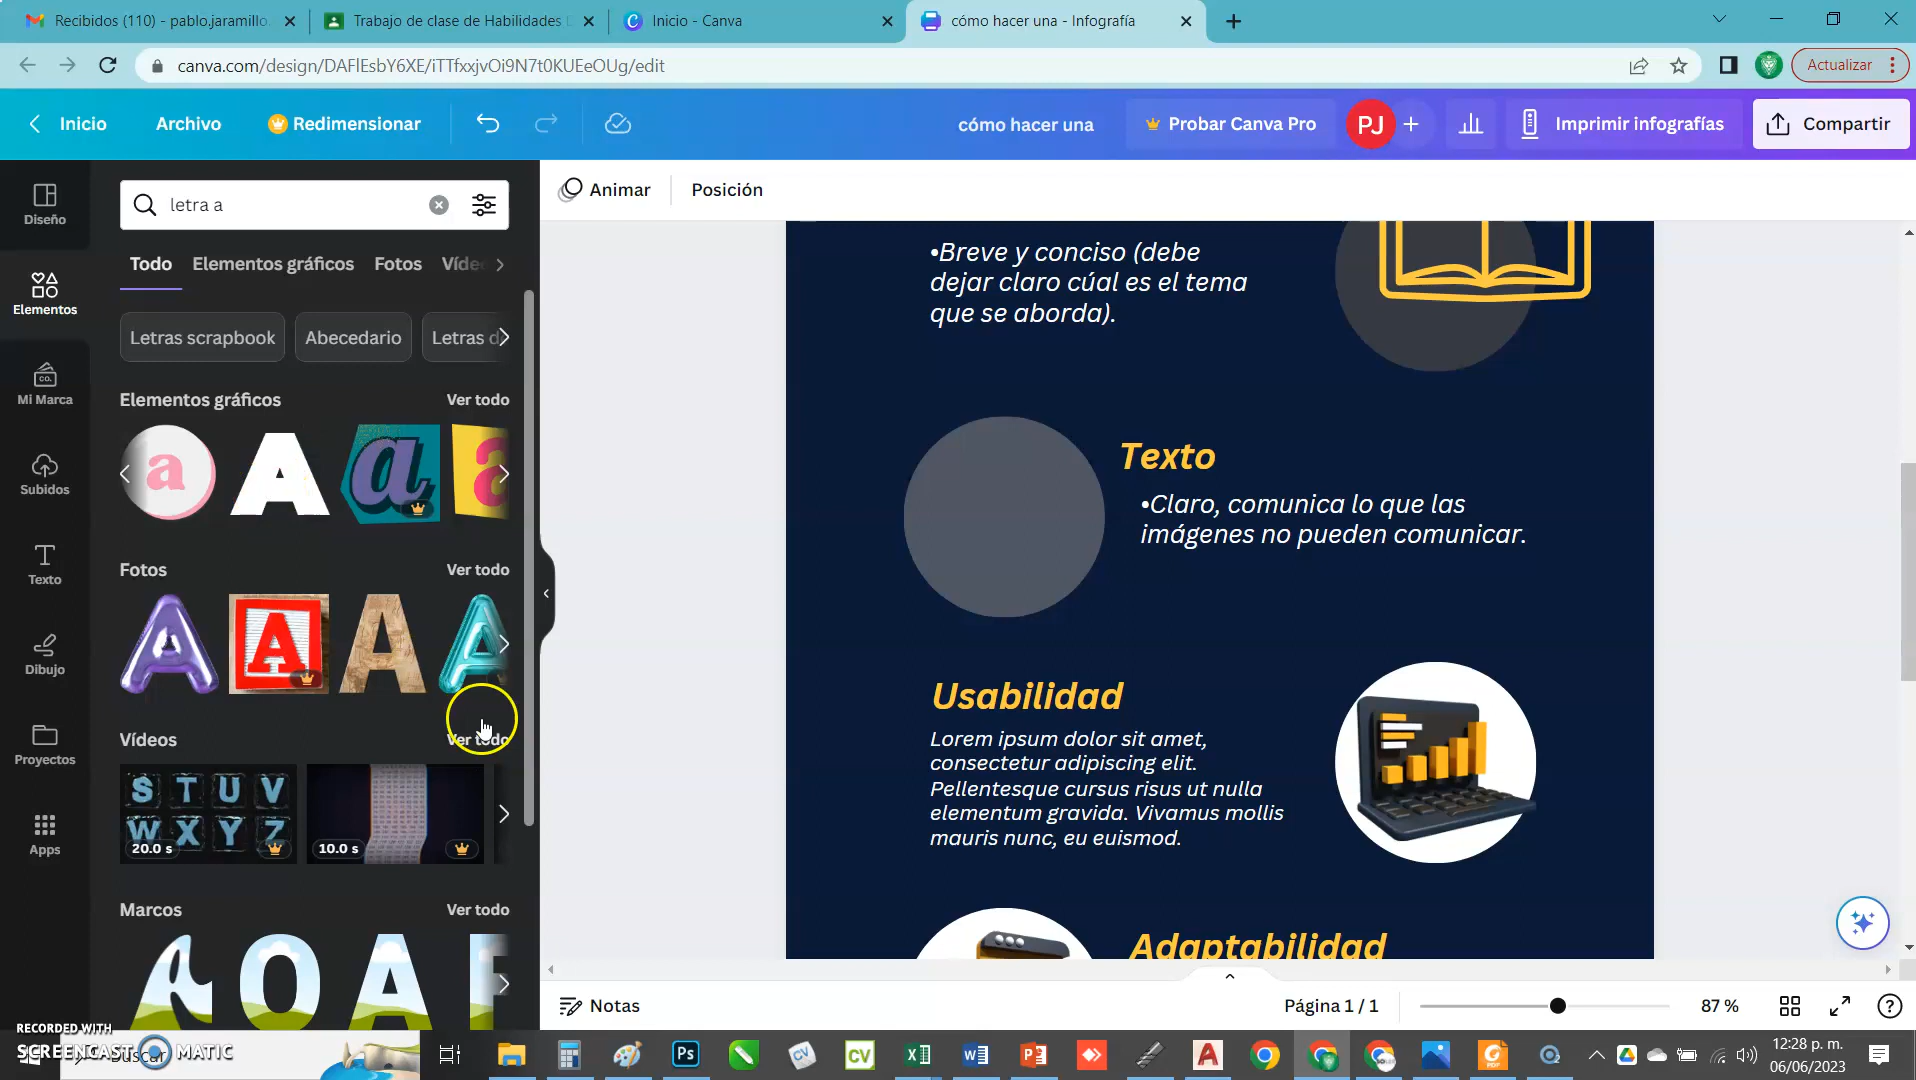 Recibidos (110) - pablo.jaramillo.
Trabajo de clase de Habilidades
Inicio - Canva
cómo hacer una - Infografía
canva.com/design/DAFlEsbY6XE/iTTfxxjvOi9N7t0KUEeOUg/edit
Actualizar
Inicio
Archivo
Redimensionar
cómo hacer una
Probar Canva Pro
PJ
Imprimir infografías
Compartir
Diseño
Elementos
Mi Marca
Subidos
Texto
Dibujo
Proyectos
Apps
letra a
Todo
Elementos gráficos
Fotos
Víde
Letras scrapbook
Abecedario
Letras d
Elementos gráficos
Ver todo
a
A
a
a
Fotos
Ver todo
A
A
A
A
Vídeos
Ver todo
S T U V
W X Y Z
20.0 s
10.0 s
Marcos
Ver todo
Animar
Posición
•Breve y conciso (debe
dejar claro cúal es el tema
que se aborda).
Texto
•Claro, comunica lo que las
imágenes no pueden comunicar.
Usabilidad
Lorem ipsum dolor sit amet,
consectetur adipiscing elit.
Pellentesque cursus risus ut nulla
elementum gravida. Vivamus mollis
mauris nunc, eu euismod.
Adaptabilidad
Notas
Página 1 / 1
87 %
RECORDED WITH
SCREENCAST MATIC
Buscar
12:28 p. m.
06/06/2023